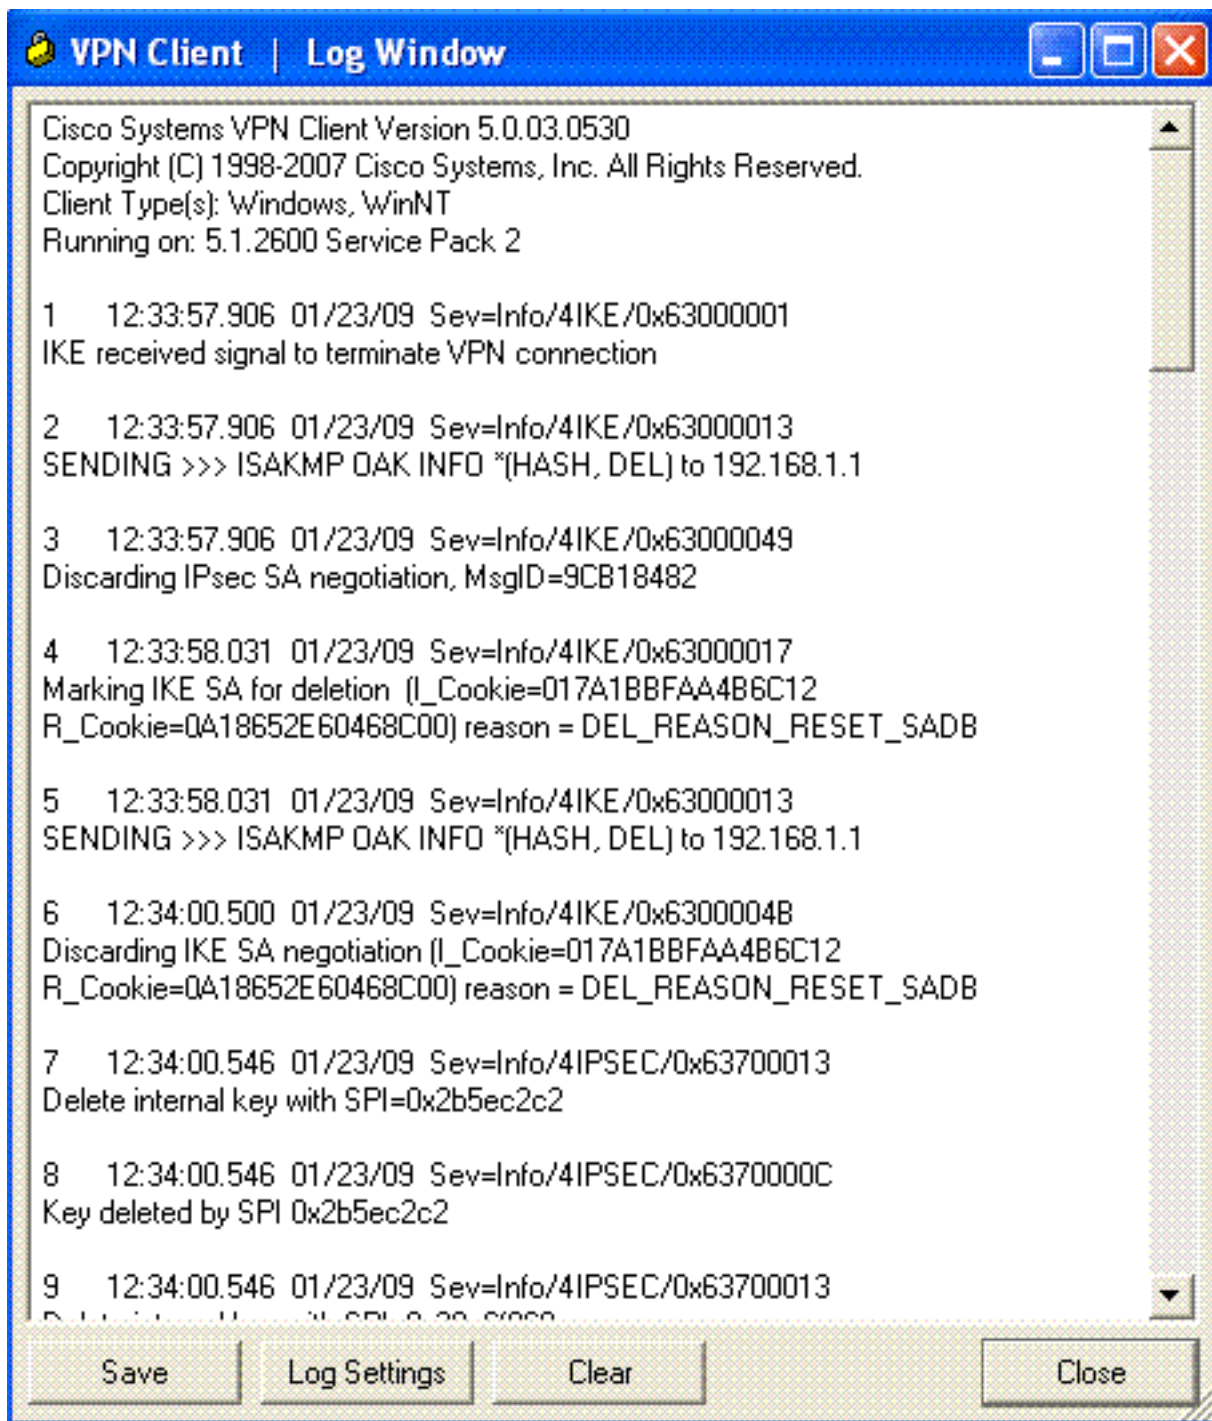 VPN Client | Log Window
Cisco Systems VPN Client Version 5.0.03.0530
Copyright (C) 1998-2007 Cisco Systems, Inc. All Rights Reserved.
Client Type(s): Windows, WinNT
Running on: 5.1.2600 Service Pack 2
1 12:33:57.906 01/23/09 Sev=Info/4IKE/0x63000001
IKE received signal to terminate VPN connection
2 12:33:57.906 01/23/09 Sev=Info/4IKE/0x63000013
SENDING >>> ISAKMP OAK INFO *(HASH, DEL) to 192.168.1.1
3 12:33:57.906 01/23/09 Sev=Info/4IKE/0x63000049
Discarding IPsec SA negotiation, MsgID=9CB18482
4 12:33:58.031 01/23/09 Sev=Info/4IKE/0x63000017
Marking IKE SA for deletion (I_Cookie=017A1BBFAA4B6C12
R_Cookie=0A18652E60468C00) reason = DEL_REASON_RESET_SADB
5 12:33:58.031 01/23/09 Sev=Info/4IKE/0x63000013
SENDING >>> ISAKMP OAK INFO *(HASH, DEL) to 192.168.1.1
6 12:34:00.500 01/23/09 Sev=Info/4IKE/0x6300004B
Discarding IKE SA negotiation (I_Cookie=017A1BBFAA4B6C12
R_Cookie=0A18652E60468C00) reason = DEL_REASON_RESET_SADB
7 12:34:00.546 01/23/09 Sev=Info/4IPSEC/0x63700013
Delete internal key with SPI=0x2b5ec2c2
8 12:34:00.546 01/23/09 Sev=Info/4IPSEC/0x6370000C
Key deleted by SPI 0x2b5ec2c2
9 12:34:00.546 01/23/09 Sev=Info/4IPSEC/0x63700013
Save Log Settings Clear Close